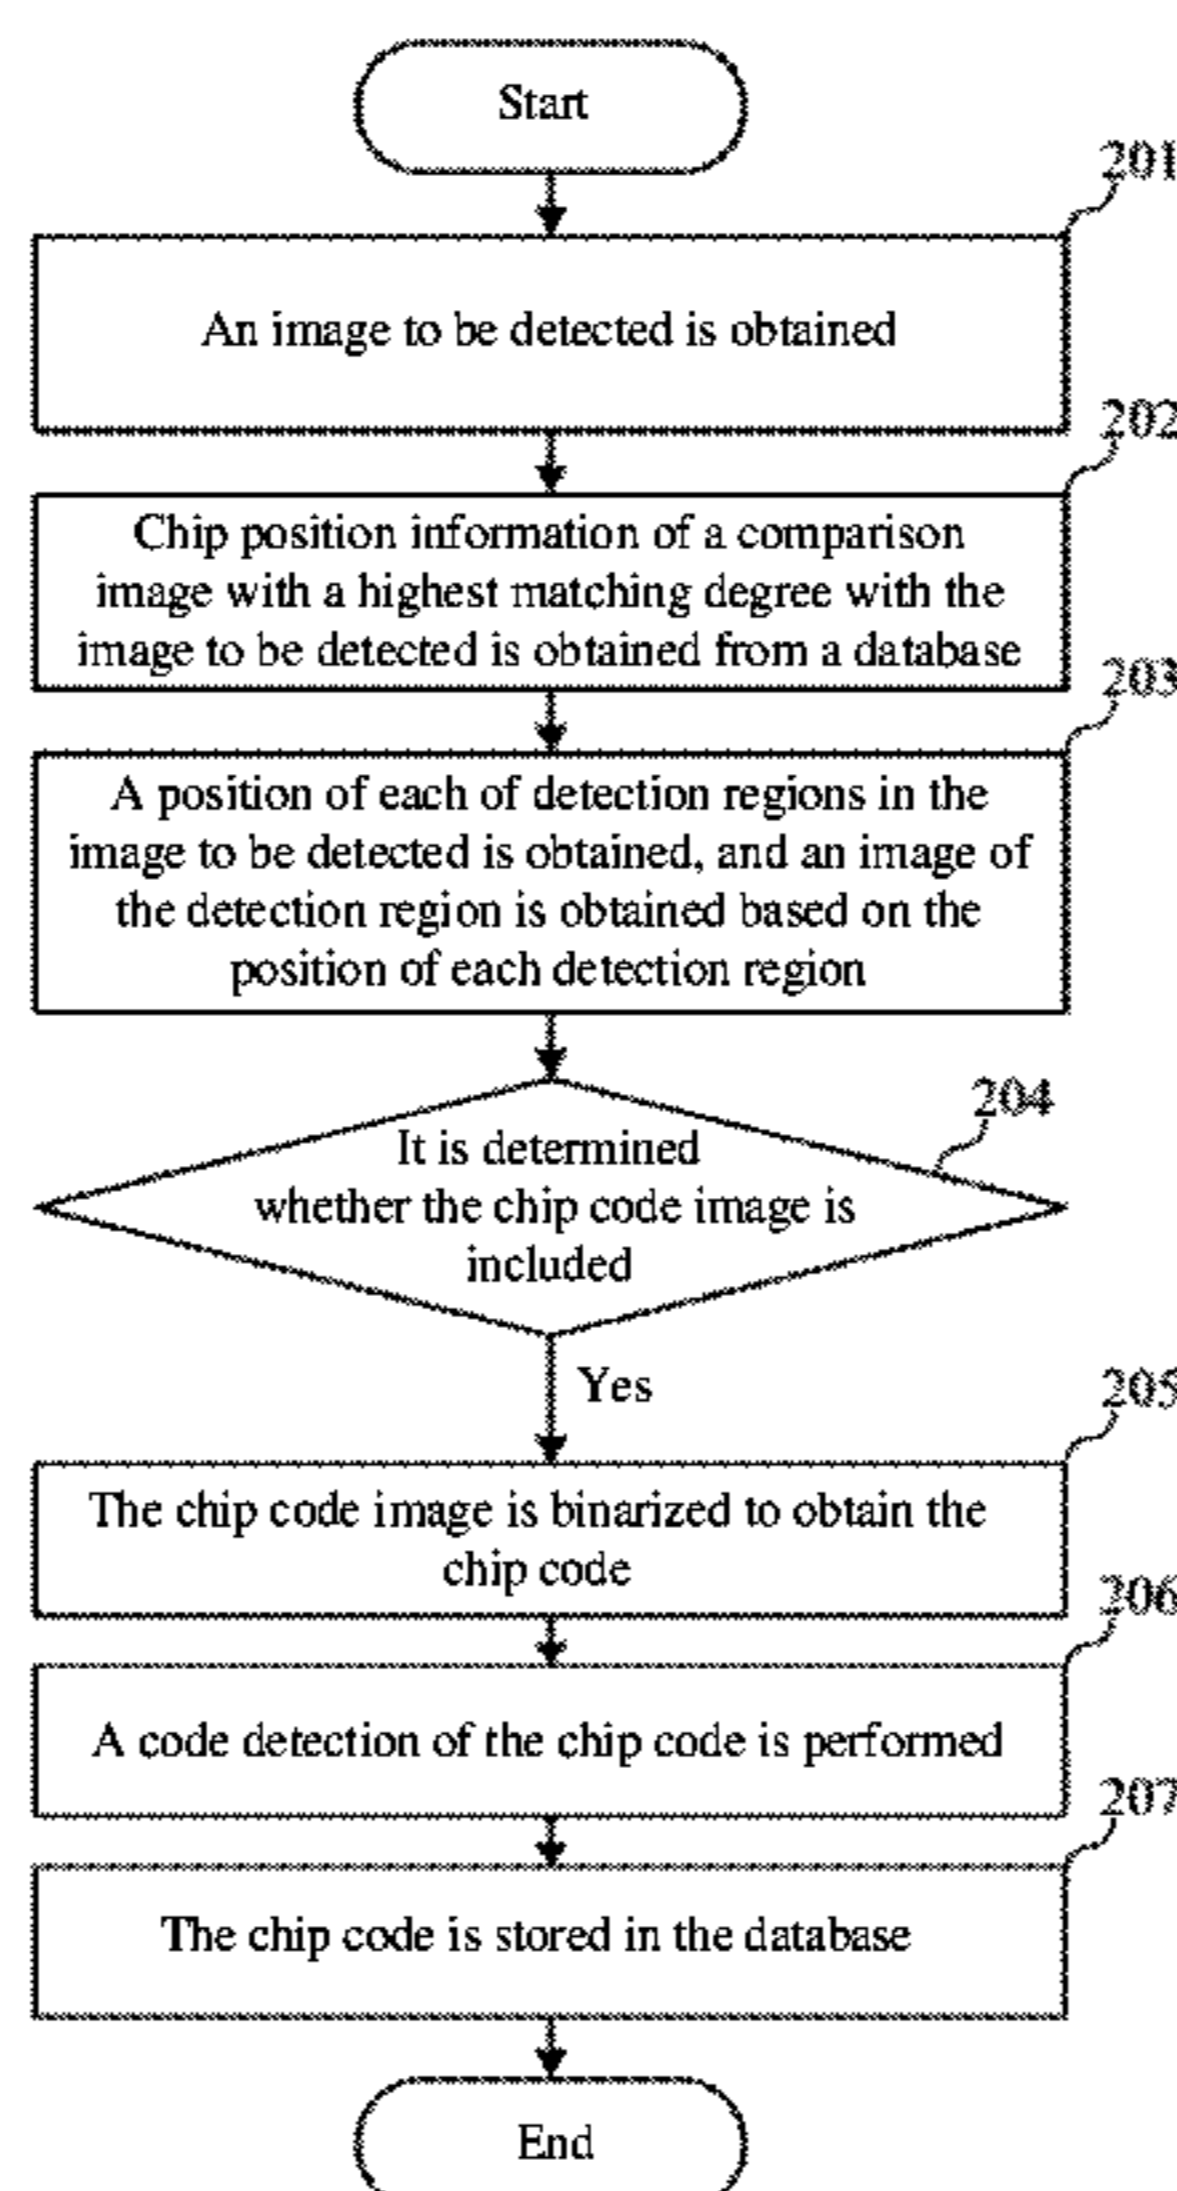 Start
201
An image to be detected is obtained
202
Chip position information of a comparison
image with a highest matching degree with the
image to be detected is obtained from a database
203
A position of each of detection regions in the
image to be detected is obtained, and an image of
the detection region is obtained based on the
position of each detection region
204
It is determined
whether the chip code image is
included
Yes
205
The chip code image is binarized to obtain the
chip code
206
A code detection of the chip code is performed
207
The chip code is stored in the database
End